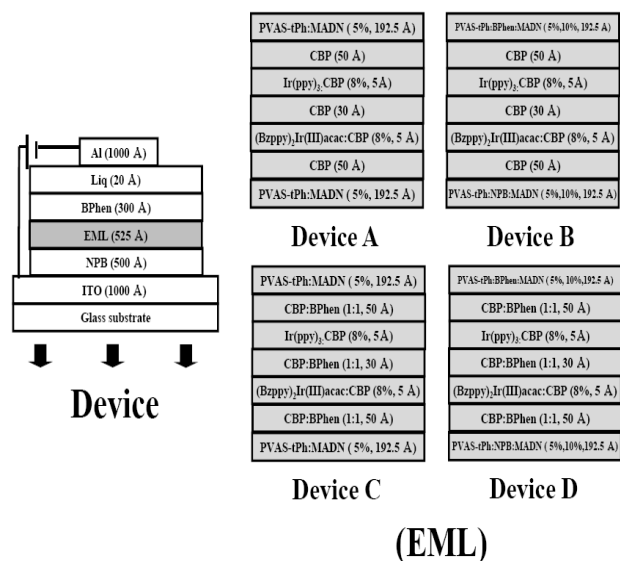 Al (1000 Å)
Liq (20 Å)
BPhen (300 Å)
EML (525 Å)
NPB (500 Å)
ITO (1000 Å)
Glass substrate
Device
PVAS-tPh:MADN ( 5%, 192.5 Å)
CBP (50 Å)
Ir(ppy)3:CBP (8%, 5Å)
CBP (30 Å)
(Bzppy)2Ir(III)acac:CBP (8%, 5 Å)
CBP (50 Å)
PVAS-tPh:MADN ( 5%, 192.5 Å)
Device A
PVAS-tPh:BPhen:MADN ( 5%,10%, 192.5 Å)
CBP (50 Å)
Ir(ppy)3:CBP (8%, 5Å)
CBP (30 Å)
(Bzppy)2Ir(III)acac:CBP (8%, 5 Å)
CBP (50 Å)
PVAS-tPh:NPB:MADN ( 5%,10%, 192.5 Å)
Device B
PVAS-tPh:MADN ( 5%, 192.5 Å)
CBP:BPhen (1:1, 50 Å)
Ir(ppy)3:CBP (8%, 5Å)
CBP:BPhen (1:1, 30 Å)
(Bzppy)2Ir(III)acac:CBP (8%, 5 Å)
CBP:BPhen (1:1, 50 Å)
PVAS-tPh:MADN ( 5%, 192.5 Å)
Device C
PVAS-tPh:BPhen:MADN ( 5%, 10%,192.5 Å)
CBP:BPhen (1:1, 50 Å)
Ir(ppy)3:CBP (8%, 5Å)
CBP:BPhen (1:1, 30 Å)
(Bzppy)2Ir(III)acac:CBP (8%, 5 Å)
CBP:BPhen (1:1, 50 Å)
PVAS-tPh:NPB:MADN ( 5%,10%,192.5 Å)
Device D
(EML)